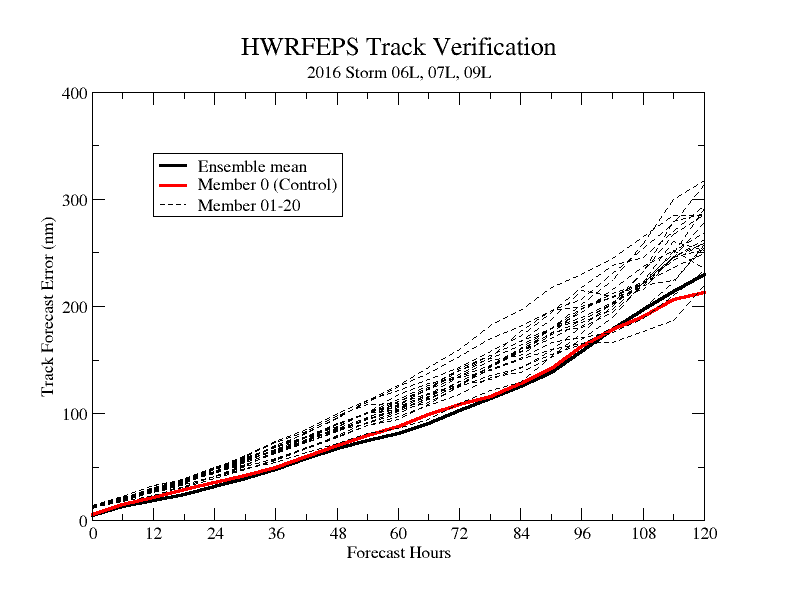 HWRFEPS Track Verification
2016 Storm 06L, 07L, 09L
400
300
200
100
0
Track Forecast Error (nm)
Ensemble mean
Member 0 (Control)
Member 01-20
0 12 24 36 48 60 72 84 96 108 120
Forecast Hours